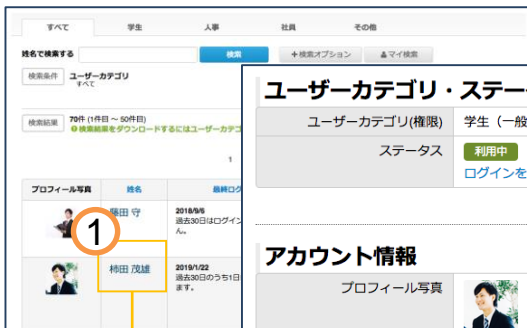 すべて 学生 人事 社員 その他
姓名で検索する 検索 +検索オプション マイ検索
検索条件 ユーザーカテゴリ
すべて
検索結果 70件 (1件目 ~ 50件目)
検索結果をダウンロードするにはユーザーカテゴ
1
プロフィール写真 姓名 最終ログ
藤田 守 2018/9/6
過去30日はログイン
ん。
1
柿田 茂雄 2019/1/22
過去30日のうち1日
ます。
ユーザーカテゴリ・ステー
ユーザーカテゴリ(権限) 学生(一般
ステータス 利用中
ログインを
アカウント情報
プロフィール写真